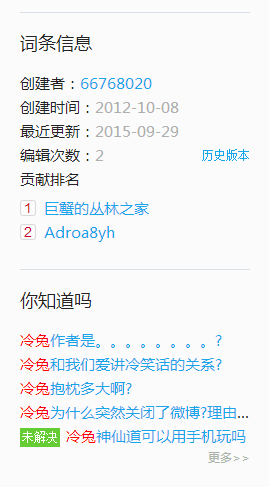 词条信息
创建者：66768020
创建时间：2012-10-08
最近更新：2015-09-29
编辑次数：2 历史版本
贡献排名
1 巨蟹的丛林之家
2 Adroa8yh
你知道吗
冷兔作者是。。。。。。。。?
冷兔和我们爱讲冷笑话的关系?
冷兔抱枕多大啊?
冷兔为什么突然关闭了微博?理由...
未解决 冷兔神仙道可以用手机玩吗
更多>>